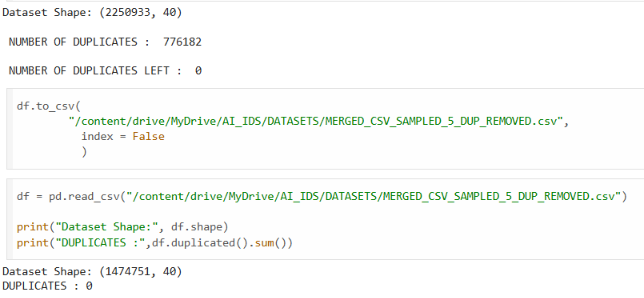 Dataset Shape: (2250933, 40)
NUMBER OF DUPLICATES :  776182
NUMBER OF DUPLICATES LEFT :  0
df.to_csv(
"/content/drive/MyDrive/AI_IDS/DATASETS/MERGED_CSV_SAMPLED_5_DUP_REMOVED.csv",
index = False
)
df = pd.read_csv("/content/drive/MyDrive/AI_IDS/DATASETS/MERGED_CSV_SAMPLED_5_DUP_REMOVED.csv")
print("Dataset Shape:", df.shape)
print("DUPLICATES :",df.duplicated().sum())
Dataset Shape: (1474751, 40)
DUPLICATES : 0